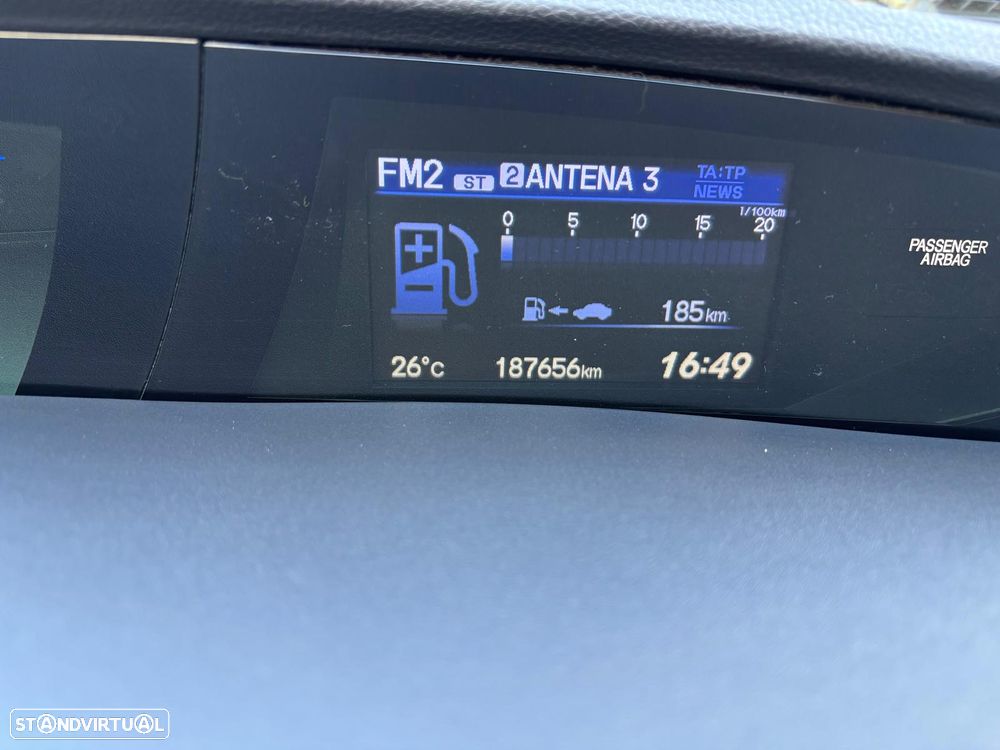 FM2 ST 2 ANTENA 3 TA:TP
NEWS
1/100km
0 5 10 15 20
PASSENGER
AIRBAG
185km
26°C 187656km 16:49
STANDVIRTUAL